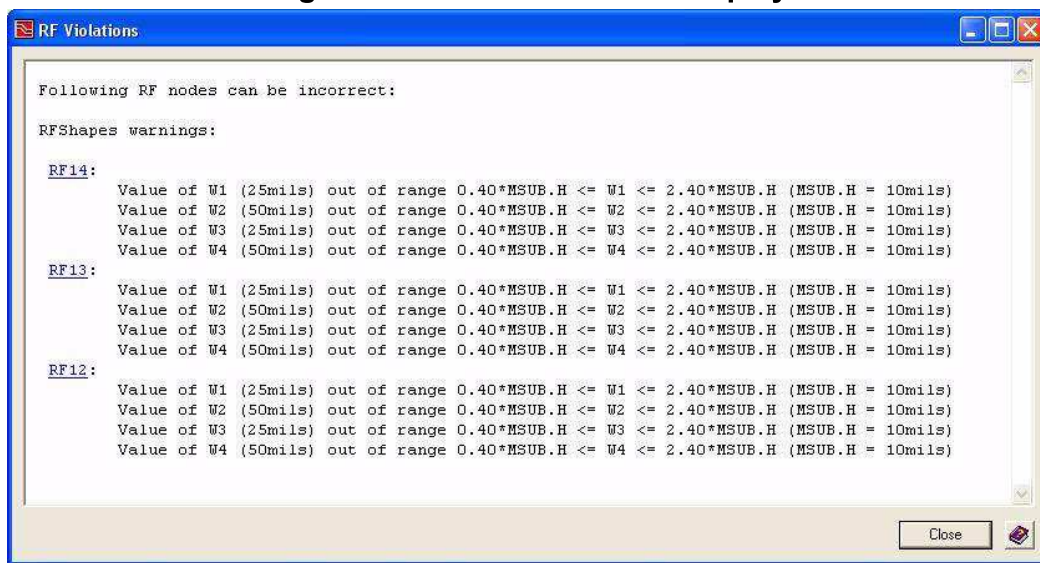 RF Violations
Following RF nodes can be incorrect:
RFShapes warnings:
RF14:
Value of W1 (25mils) out of range 0.40*MSUB.H <= W1 <= 2.40*MSUB.H (MSUB.H = 10mils)
Value of W2 (50mils) out of range 0.40*MSUB.H <= W2 <= 2.40*MSUB.H (MSUB.H = 10mils)
Value of W3 (25mils) out of range 0.40*MSUB.H <= W3 <= 2.40*MSUB.H (MSUB.H = 10mils)
Value of W4 (50mils) out of range 0.40*MSUB.H <= W4 <= 2.40*MSUB.H (MSUB.H = 10mils)
RF13:
Value of W1 (25mils) out of range 0.40*MSUB.H <= W1 <= 2.40*MSUB.H (MSUB.H = 10mils)
Value of W2 (50mils) out of range 0.40*MSUB.H <= W2 <= 2.40*MSUB.H (MSUB.H = 10mils)
Value of W3 (25mils) out of range 0.40*MSUB.H <= W3 <= 2.40*MSUB.H (MSUB.H = 10mils)
Value of W4 (50mils) out of range 0.40*MSUB.H <= W4 <= 2.40*MSUB.H (MSUB.H = 10mils)
RF12:
Value of W1 (25mils) out of range 0.40*MSUB.H <= W1 <= 2.40*MSUB.H (MSUB.H = 10mils)
Value of W2 (50mils) out of range 0.40*MSUB.H <= W2 <= 2.40*MSUB.H (MSUB.H = 10mils)
Value of W3 (25mils) out of range 0.40*MSUB.H <= W3 <= 2.40*MSUB.H (MSUB.H = 10mils)
Value of W4 (50mils) out of range 0.40*MSUB.H <= W4 <= 2.40*MSUB.H (MSUB.H = 10mils)
Close